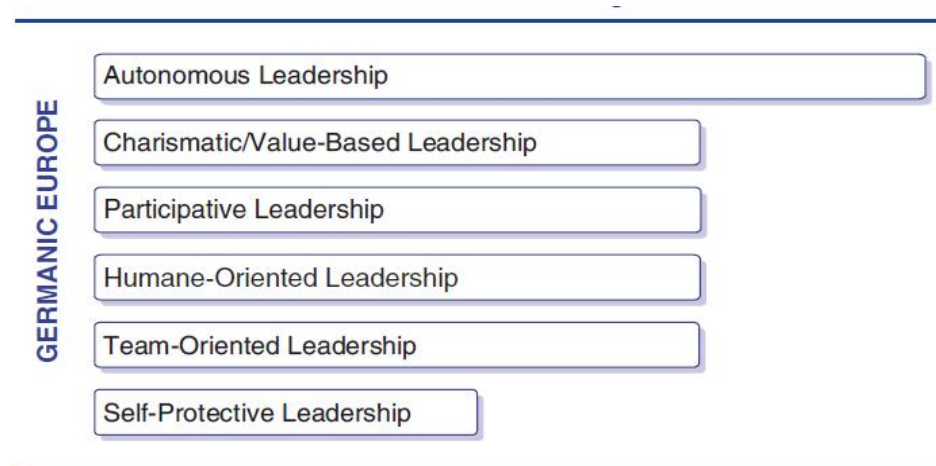 GERMANIC EUROPE
Autonomous Leadership
Charismatic/Value-Based Leadership
Participative Leadership
Humane-Oriented Leadership
Team-Oriented Leadership
Self-Protective Leadership